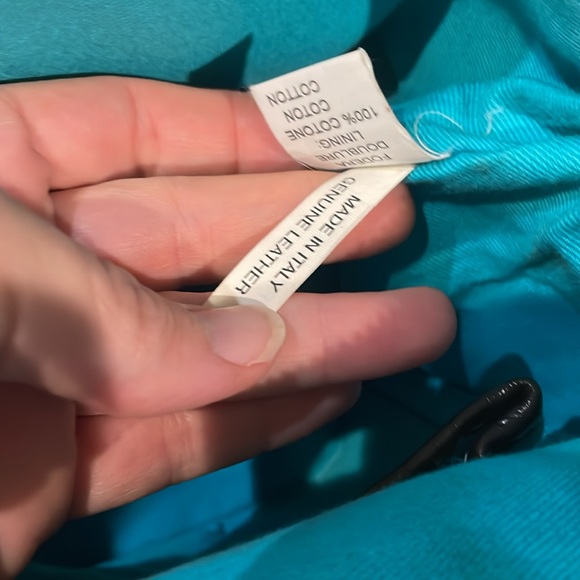 FODERA
DOUBLURE
LINING:
100% COTONE
COTON
COTTON
MADE IN ITALY
GENUINE LEATHER